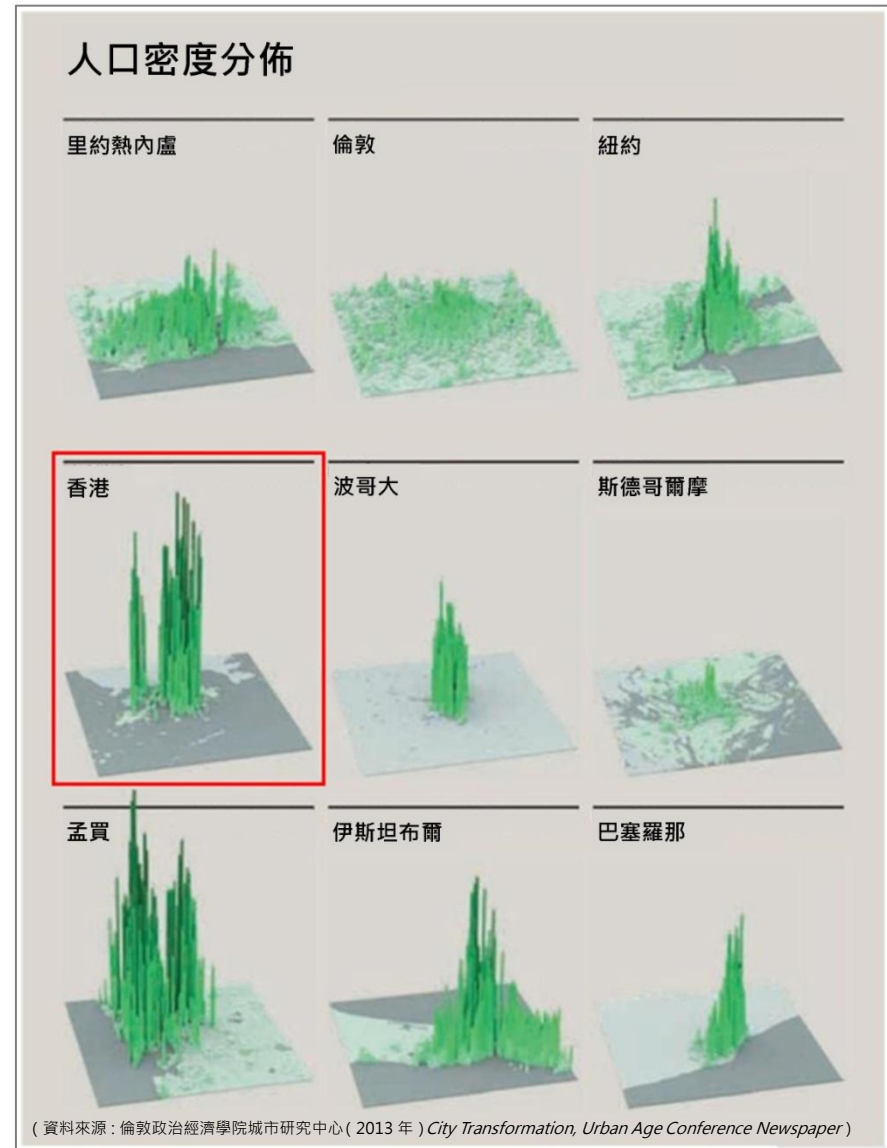 人口密度分佈
里約熱內盧
倫敦
紐約
香港
波哥大
斯德哥爾摩
孟買
伊斯坦布爾
巴塞羅那
(資料來源:倫敦政治經濟學院城市研究中心(2013年)City Transformation, Urban Age Conference Newspaper)